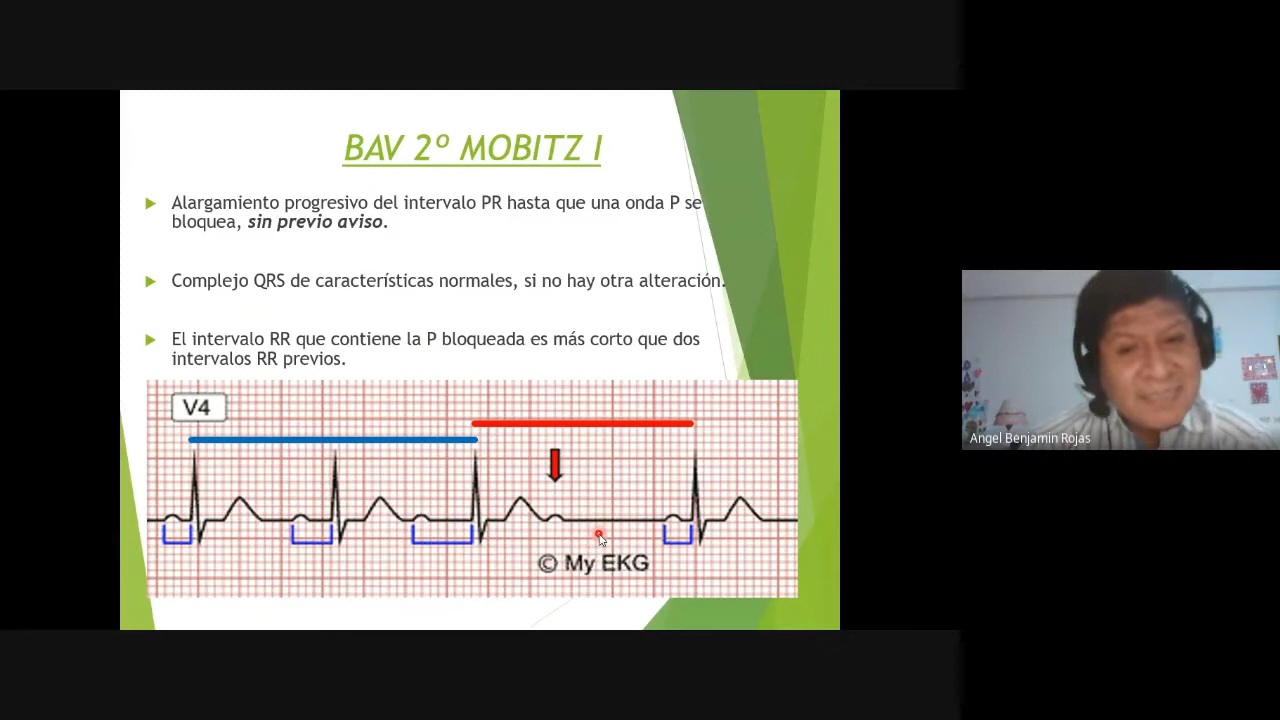 BAV 2º MOBITZ I
Alargamiento progresivo del intervalo PR hasta que una onda P se
bloquea, sin previo aviso.
Complejo QRS de características normales, si no hay otra alteración.
El intervalo RR que contiene la P bloqueada es más corto que dos
intervalos RR previos.
V4
© My EKG
Angel Benjamin Rojas